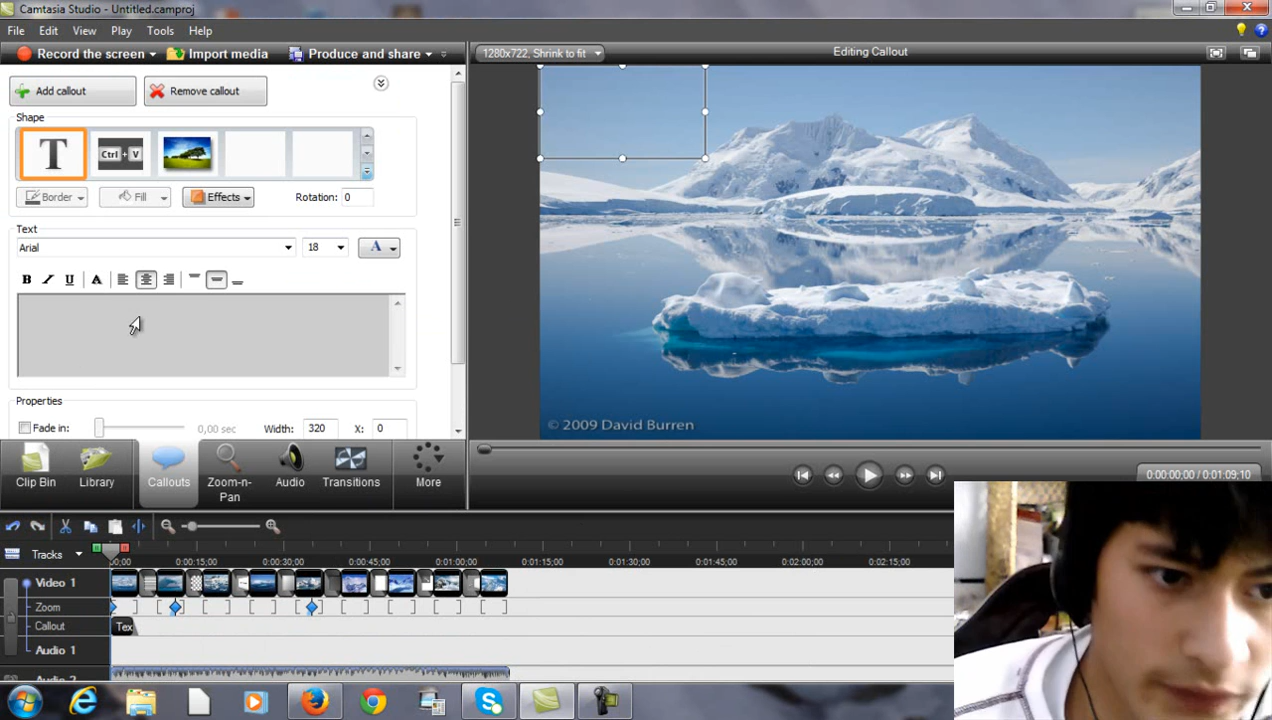 Camtasia Studio - Untitled.camproj
File Edit View Play Tools Help
Record the screen Import media Produce and share
1280x722, Shrink to fit
Editing Callout
Add callout Remove callout
Shape
T
Ctrl + V
Border Fill Effects Rotation: 0
Text
Arial 18 A
B I U A
Properties
Fade in: 0,00 sec Width: 320 X: 0
© 2009 David Burren
Clip Bin Library Callouts Zoom-n-Pan Audio Transitions More
0:00:00;00 / 0:01:09;10
Tracks
00;00 0:00:15;00 0:00:30;00 0:00:45;00 0:01:00;00 0:01:15;00 0:01:30;00 0:01:45;00 0:02:00;00 0:02:15;00
Video 1
Zoom
Callout Tex
Audio 1
Audio 2